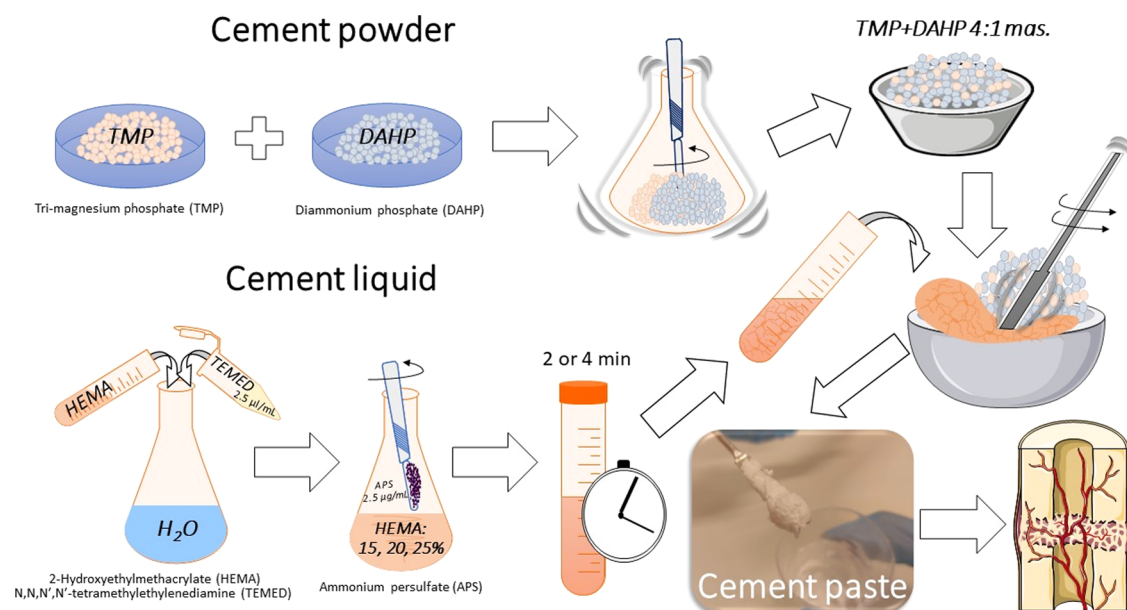 Cement powder
TMP+DAHP 4:1 mas.
TMP
DAHP
Tri-magnesium phosphate (TMP)
Diammonium phosphate (DAHP)
Cement liquid
HEMA
TEMED
2.5 µl/mL
2 or 4 min
APS
2.5 µg/mL
H₂O
HEMA:
15, 20, 25%
2-Hydroxyethylmethacrylate (HEMA)
N,N,N′,N′-tetramethylethylenediamine (TEMED)
Ammonium persulfate (APS)
Cement paste